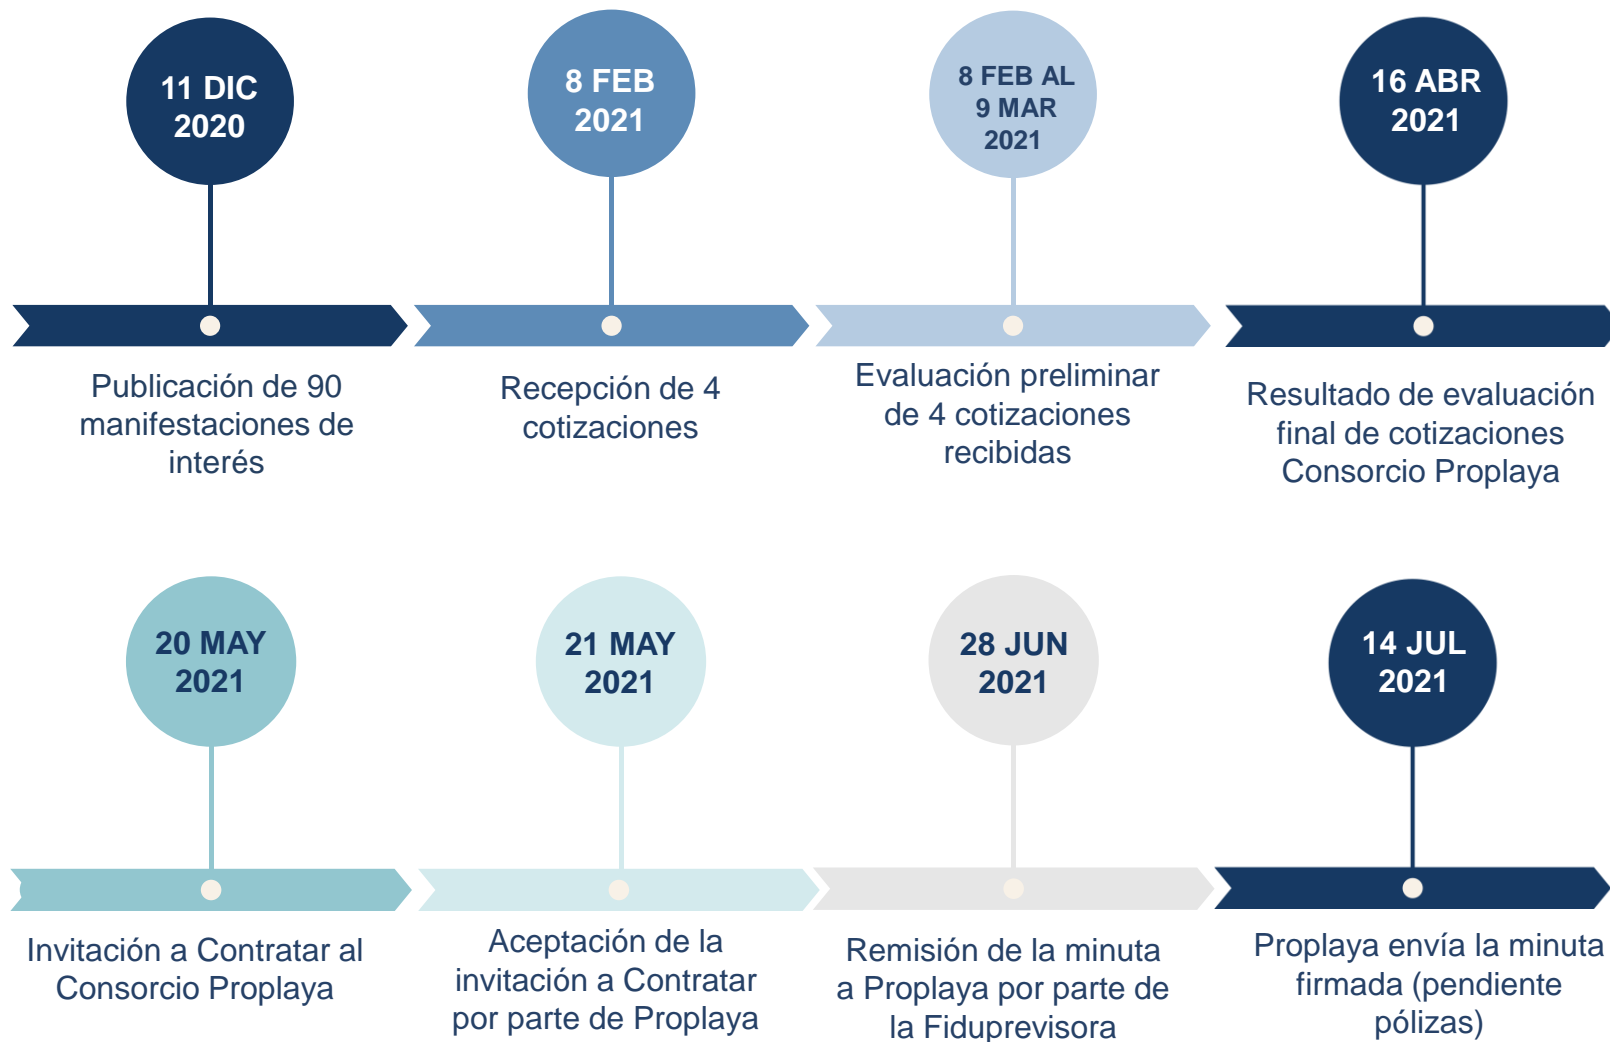 11 DIC
2020
Publicación de 90
manifestaciones de
interés
8 FEB
2021
Recepción de 4
cotizaciones
8 FEB AL
9 MAR
2021
Evaluación preliminar
de 4 cotizaciones
recibidas
16 ABR
2021
Resultado de evaluación
final de cotizaciones
Consorcio Proplaya
20 MAY
2021
Invitación a Contratar al
Consorcio Proplaya
21 MAY
2021
Aceptación de la
invitación a Contratar
por parte de Proplaya
28 JUN
2021
Remisión de la minuta
a Proplaya por parte de
la Fiduprevisora
14 JUL
2021
Proplaya envía la minuta
firmada (pendiente
pólizas)